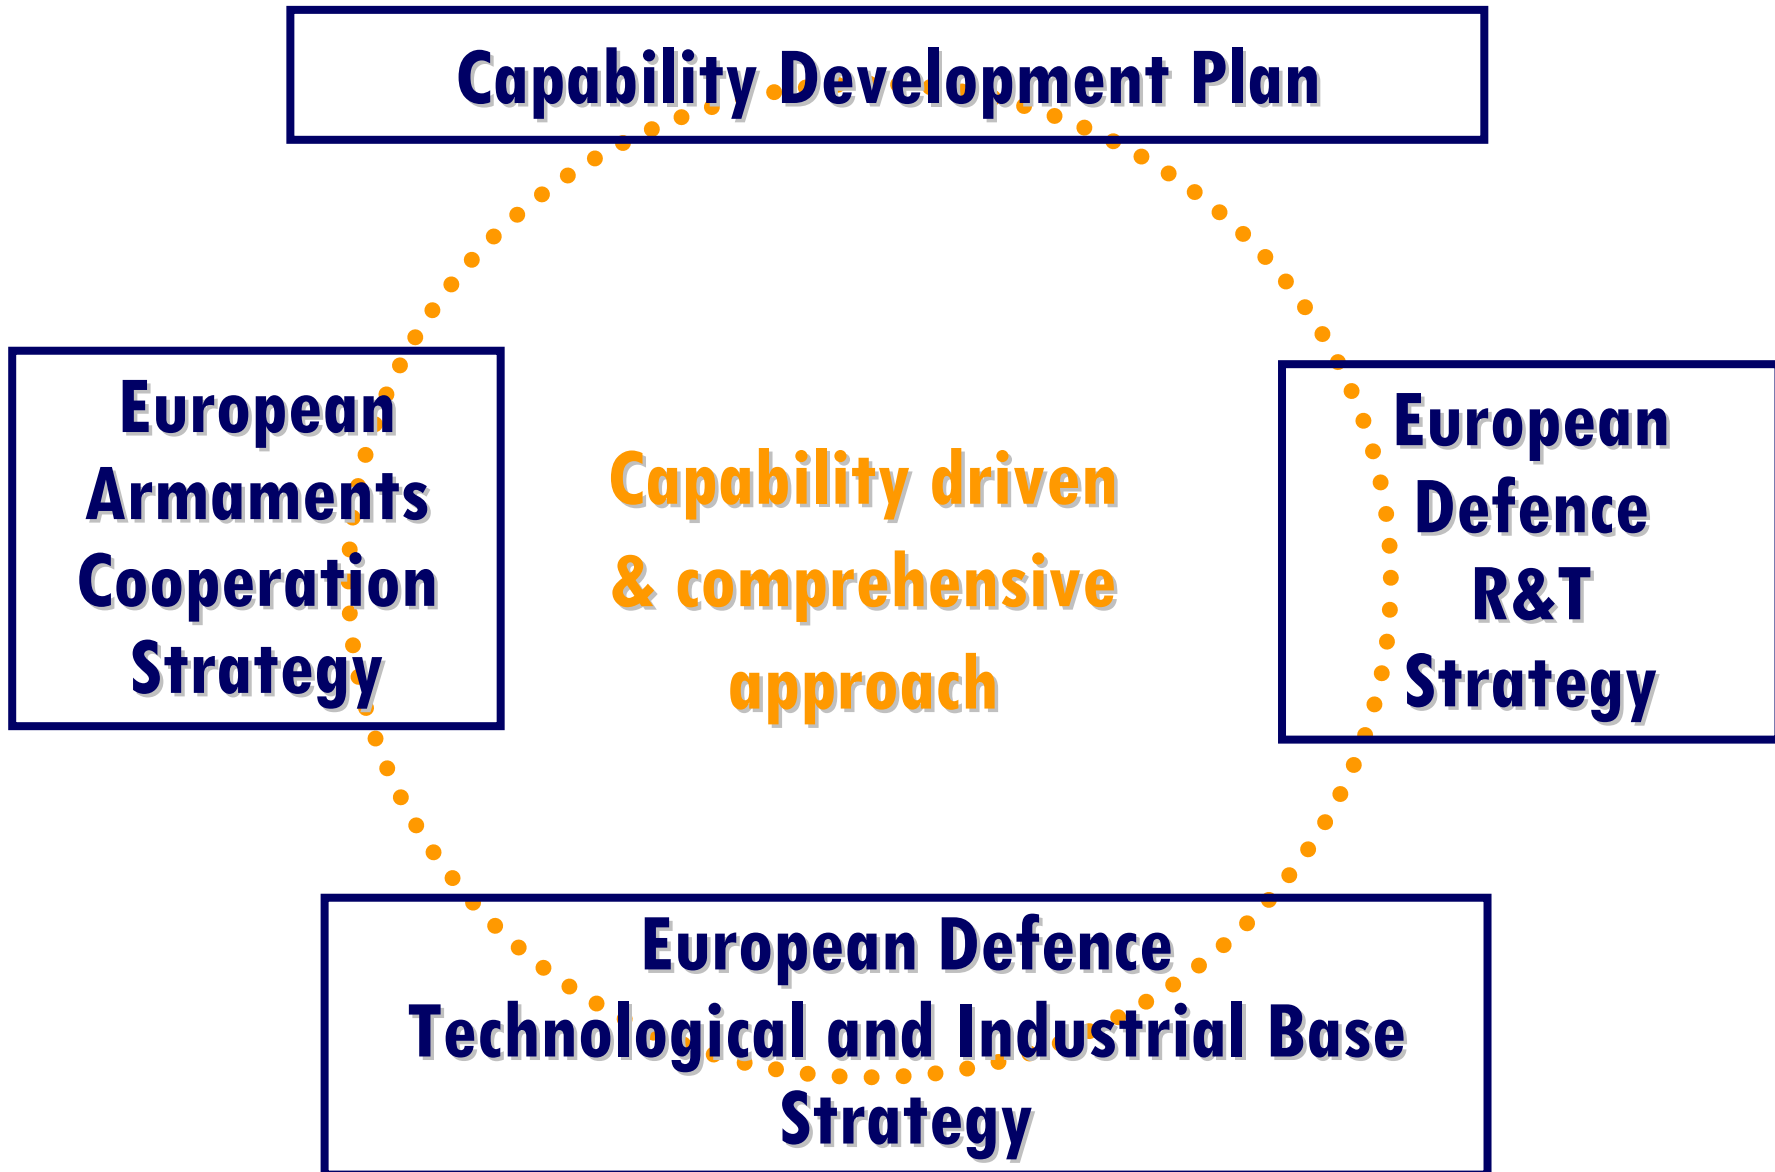 Capability Development Plan
European
Armaments
Cooperation
Strategy
Capability driven
& comprehensive
approach
European
Defence
R&T
Strategy
European Defence
Technological and Industrial Base
Strategy